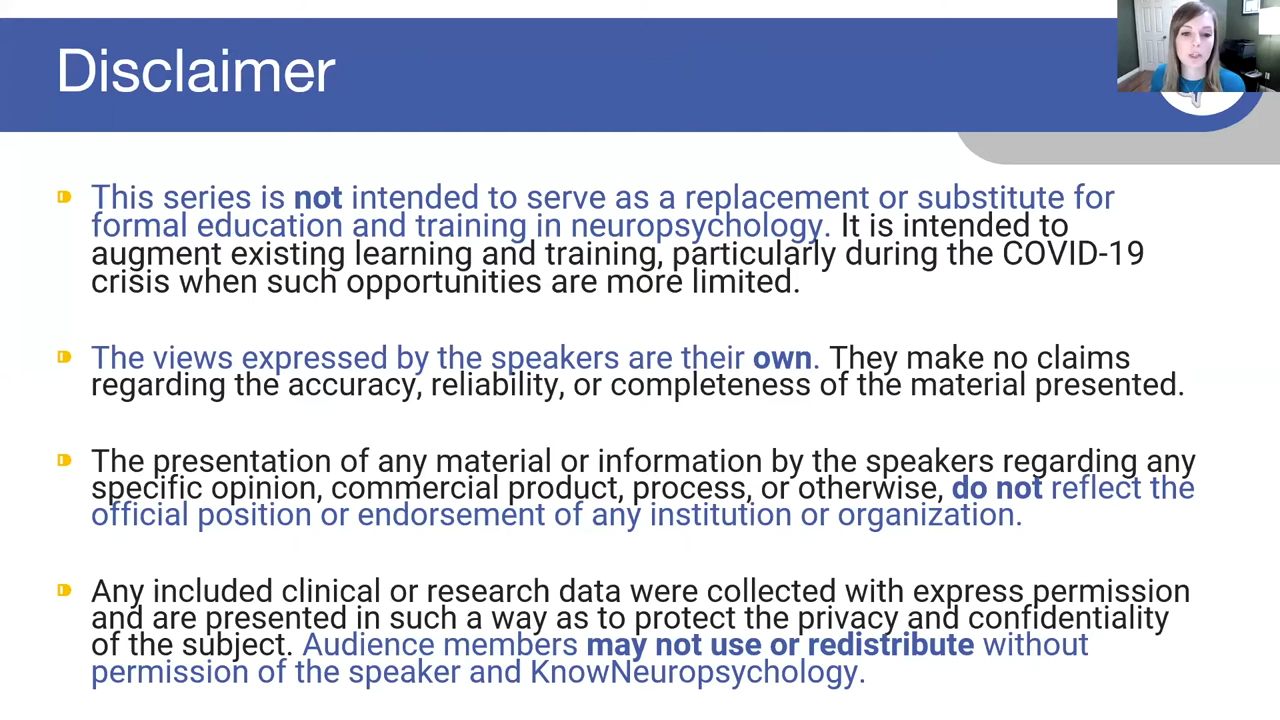 Disclaimer
This series is not intended to serve as a replacement or substitute for
formal education and training in neuropsychology. It is intended to
augment existing learning and training, particularly during the COVID-19
crisis when such opportunities are more limited.
The views expressed by the speakers are their own. They make no claims
regarding the accuracy, reliability, or completeness of the material presented.
The presentation of any material or information by the speakers regarding any
specific opinion, commercial product, process, or otherwise, do not reflect the
official position or endorsement of any institution or organization.
Any included clinical or research data were collected with express permission
and are presented in such a way as to protect the privacy and confidentiality
of the subject. Audience members may not use or redistribute without
permission of the speaker and KnowNeuropsychology.